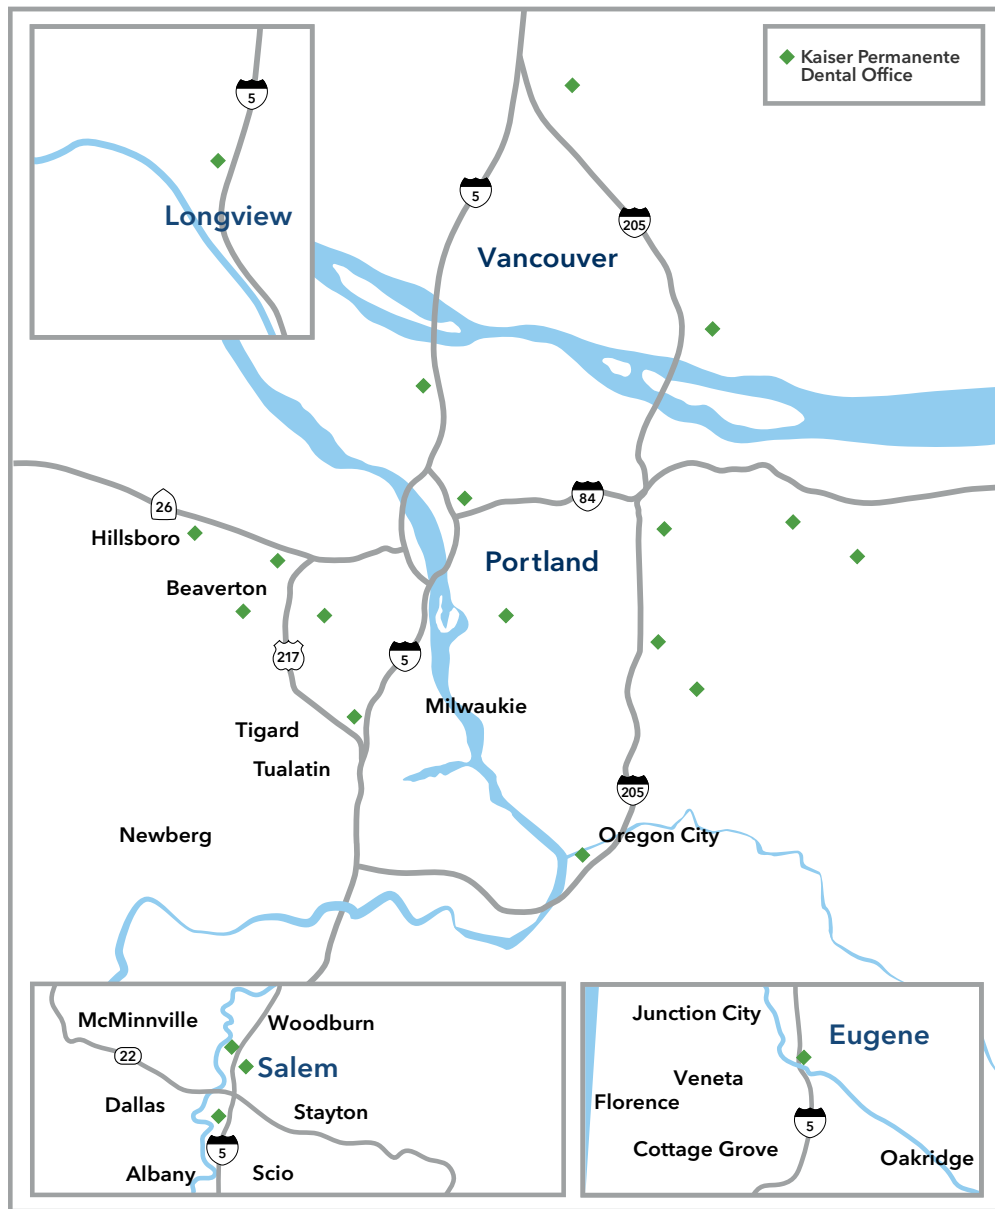 Kaiser Permanente
Dental Office
5
Longview
5
205
Vancouver
26
Hillsboro
84
Portland
Beaverton
217
5
Milwaukie
Tigard
Tualatin
205
Newberg
Oregon City
McMinnville
Woodburn
22
Salem
Dallas
Stayton
5
Albany
Scio
Junction City
Eugene
Veneta
Florence
5
Cottage Grove
Oakridge